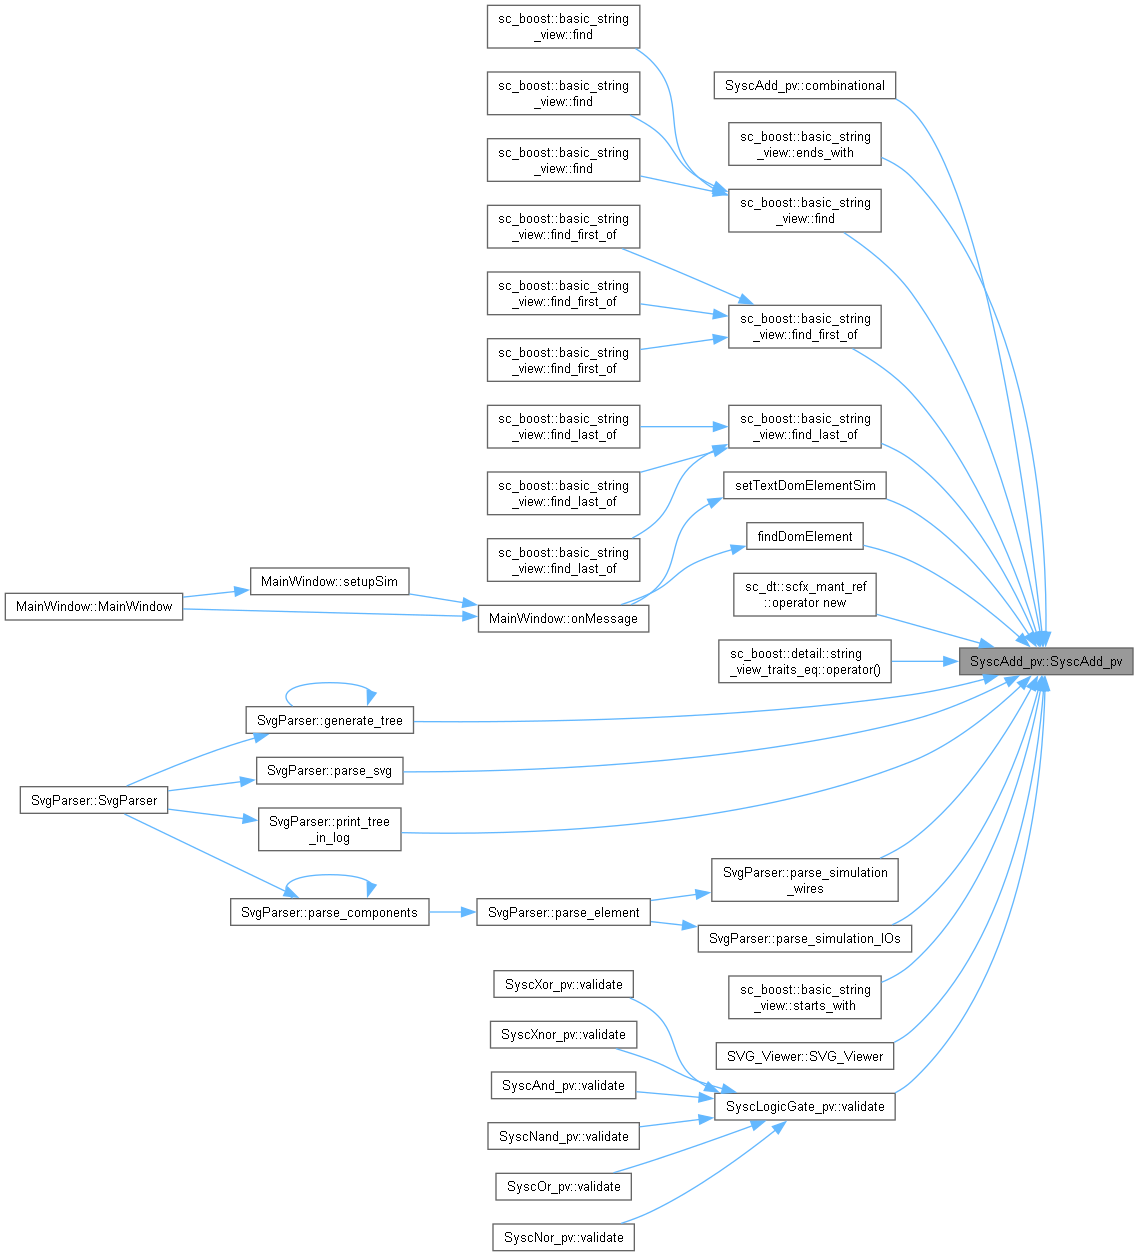 sc_boost::basic_string
_view::find
sc_boost::basic_string
_view::find
SyscAdd_pv::combinational
sc_boost::basic_string
_view::ends_with
sc_boost::basic_string
_view::find
sc_boost::basic_string
_view::find
sc_boost::basic_string
_view::find_first_of
sc_boost::basic_string
_view::find_first_of
sc_boost::basic_string
_view::find_first_of
sc_boost::basic_string
_view::find_first_of
sc_boost::basic_string
_view::find_last_of
sc_boost::basic_string
_view::find_last_of
sc_boost::basic_string
_view::find_last_of
setTextDomElementSim
findDomElement
sc_boost::basic_string
_view::find_last_of
MainWindow::setupSim
MainWindow::MainWindow
MainWindow::onMessage
sc_dt::scfx_mant_ref
::operator new
sc_boost::detail::string
_view_traits_eq::operator()
SyscAdd_pv::SyscAdd_pv
SvgParser::generate_tree
SvgParser::parse_svg
SvgParser::SvgParser
SvgParser::print_tree
_in_log
SvgParser::parse_simulation
_wires
SvgParser::parse_components
SvgParser::parse_element
SvgParser::parse_simulation_IOs
SyscXor_pv::validate
sc_boost::basic_string
_view::starts_with
SyscXnor_pv::validate
SVG_Viewer::SVG_Viewer
SyscAnd_pv::validate
SyscLogicGate_pv::validate
SyscNand_pv::validate
SyscOr_pv::validate
SyscNor_pv::validate